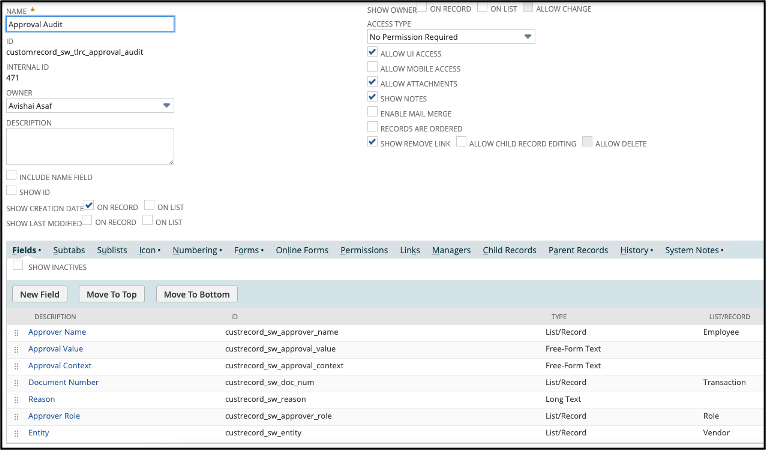 NAME
Approval Audit
ID
customrecord_sw_tlrc_approval_audit
INTERNAL ID
471
OWNER
Avishai Asaf
DESCRIPTION
INCLUDE NAME FIELD
SHOW ID
SHOW CREATION DATE ON RECORD ON LIST
SHOW LAST MODIFIED ON RECORD ON LIST
SHOW OWNER ON RECORD ON LIST ALLOW CHANGE
ACCESS TYPE
No Permission Required
ALLOW UI ACCESS
ALLOW MOBILE ACCESS
ALLOW ATTACHMENTS
SHOW NOTES
ENABLE MAIL MERGE
RECORDS ARE ORDERED
SHOW REMOVE LINK ALLOW CHILD RECORD EDITING ALLOW DELETE
Fields • Subtabs Sublists Icon • Numbering • Forms • Online Forms Permissions Links Managers Child Records Parent Records History • System Notes •
SHOW INACTIVES
New Field Move To Top Move To Bottom
DESCRIPTION ID TYPE LIST/RECORD
Approver Name custrecord_sw_approver_name List/Record Employee
Approval Value custrecord_sw_approval_value Free-Form Text
Approval Context custrecord_sw_approval_context Free-Form Text
Document Number custrecord_sw_doc_num List/Record Transaction
Reason custrecord_sw_reason Long Text
Approver Role custrecord_sw_approver_role List/Record Role
Entity custrecord_sw_entity List/Record Vendor